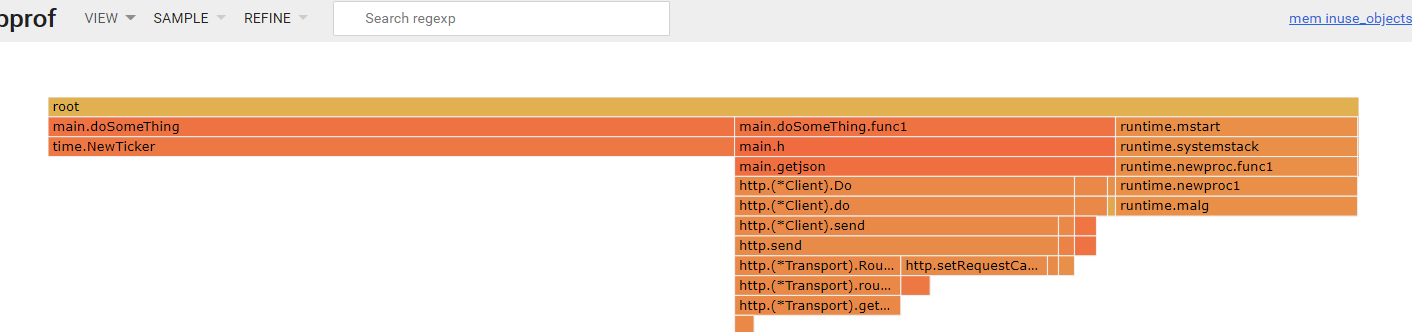 pprof VIEW SAMPLE REFINE Search regexp mem inuse_objects
root
main.doSomeThing main.doSomeThing.func1 runtime.mstart
time.NewTicker main.h runtime.systemstack
main.getjson runtime.newproc.func1
http.(*Client).Do runtime.newproc1
http.(*Client).do runtime.malg
http.(*Client).send
http.send
http.(*Transport).Rou... http.setRequestCa...
http.(*Transport).rou...
http.(*Transport).get...